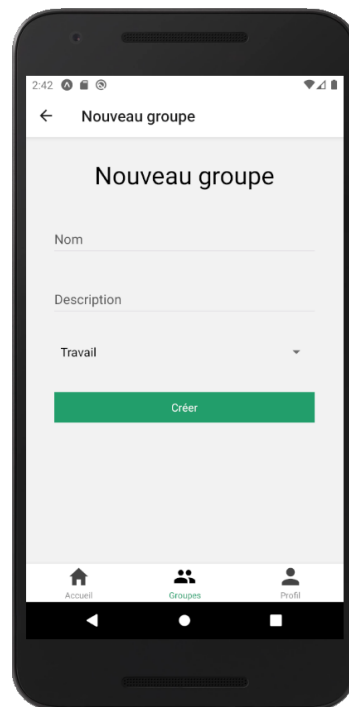 2:42
Nouveau groupe
Nouveau groupe
Nom
Description
Travail
Créer
Accueil Groupes Profil